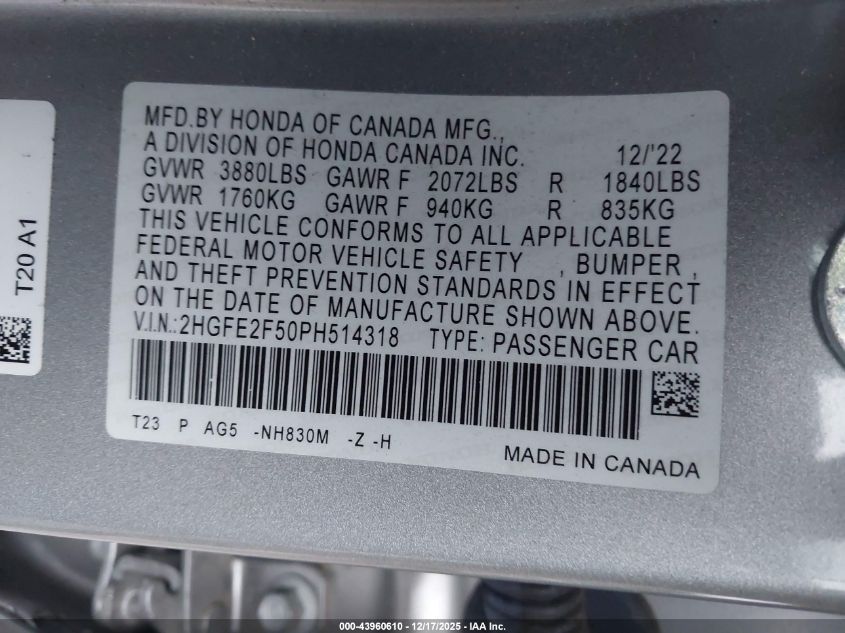 MFD.BY HONDA OF CANADA MFG.,
A DIVISION OF HONDA CANADA INC. 12/'22
GVWR 3880LBS GAWR F 2072LBS R 1840LBS
GVWR 1760KG GAWR F 940KG R 835KG
THIS VEHICLE CONFORMS TO ALL APPLICABLE
FEDERAL MOTOR VEHICLE SAFETY , BUMPER ,
AND THEFT PREVENTION STANDARDS IN EFFECT
ON THE DATE OF MANUFACTURE SHOWN ABOVE.
V.I.N.:2HGFE2F50PH514318 TYPE: PASSENGER CAR
T23 P AG5 -NH830M -Z -H
MADE IN CANADA
T20 A1
000-43960610 - 12/17/2025 - IAA Inc.